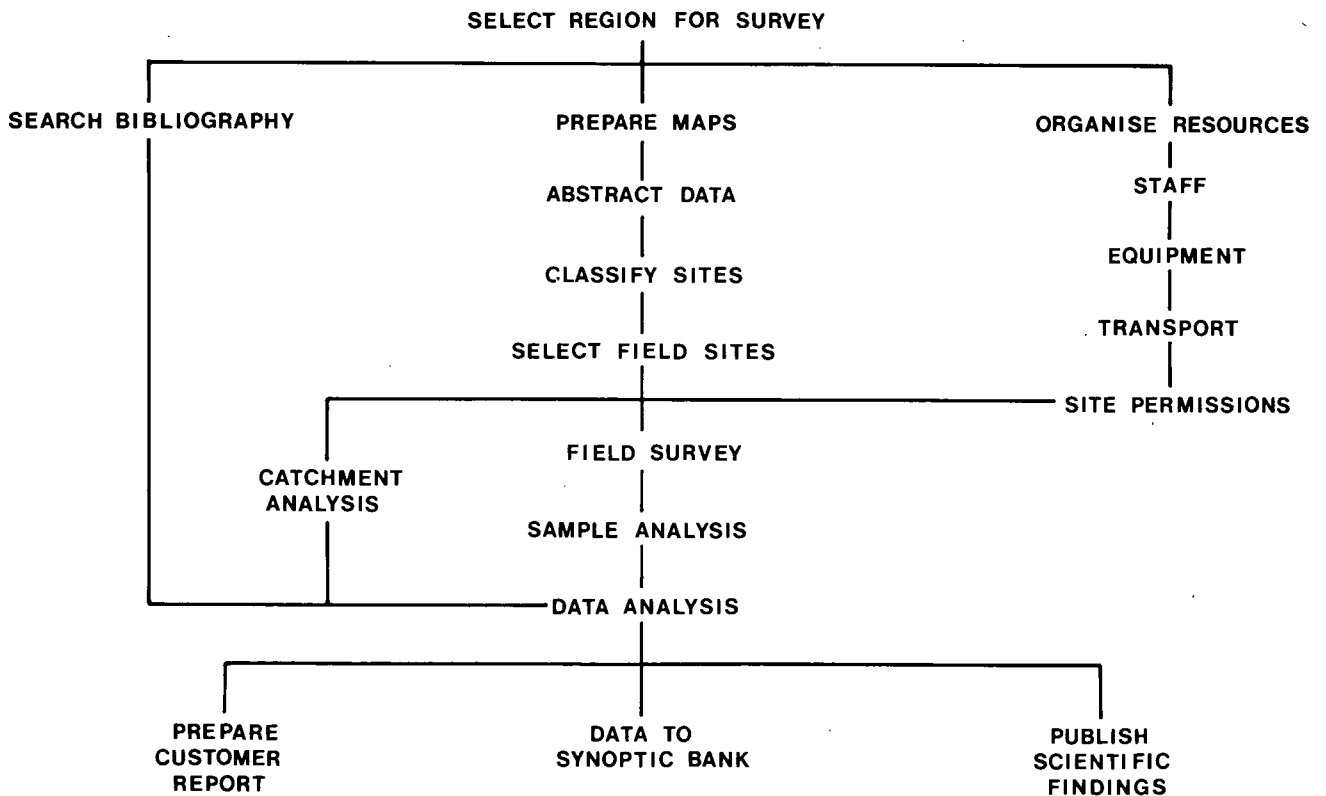 SELECT REGION FOR SURVEY
SEARCH BIBLIOGRAPHY
PREPARE MAPS
ORGANISE RESOURCES
ABSTRACT DATA
STAFF
CLASSIFY SITES
EQUIPMENT
SELECT FIELD SITES
TRANSPORT
SITE PERMISSIONS
FIELD SURVEY
CATCHMENT
ANALYSIS
SAMPLE ANALYSIS
DATA ANALYSIS
PREPARE
CUSTOMER
REPORT
DATA TO
SYNOPTIC BANK
PUBLISH
SCIENTIFIC
FINDINGS